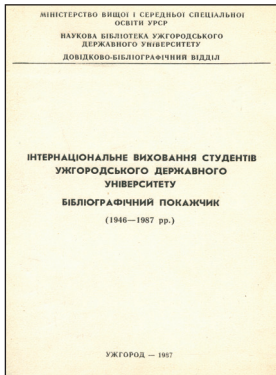 МІНІСТЕРСТВО ВИЩОЇ І СЕРЕДНЬОЇ СПЕЦІАЛЬНОЇ
ОСВІТИ УРСР
НАУКОВА БІБЛІОТЕКА УЖГОРОДСЬКОГО
ДЕРЖАВНОГО УНІВЕРСИТЕТУ
ДОВІДКОВО-БІБЛІОГРАФІЧНИЙ ВІДДІЛ
ІНТЕРНАЦІОНАЛЬНЕ ВИХОВАННЯ СТУДЕНТІВ
УЖГОРОДСЬКОГО ДЕРЖАВНОГО
УНІВЕРСИТЕТУ
БІБЛІОГРАФІЧНИЙ ПОКАЖЧИК
(1946—1987 рр.)
УЖГОРОД — 1987